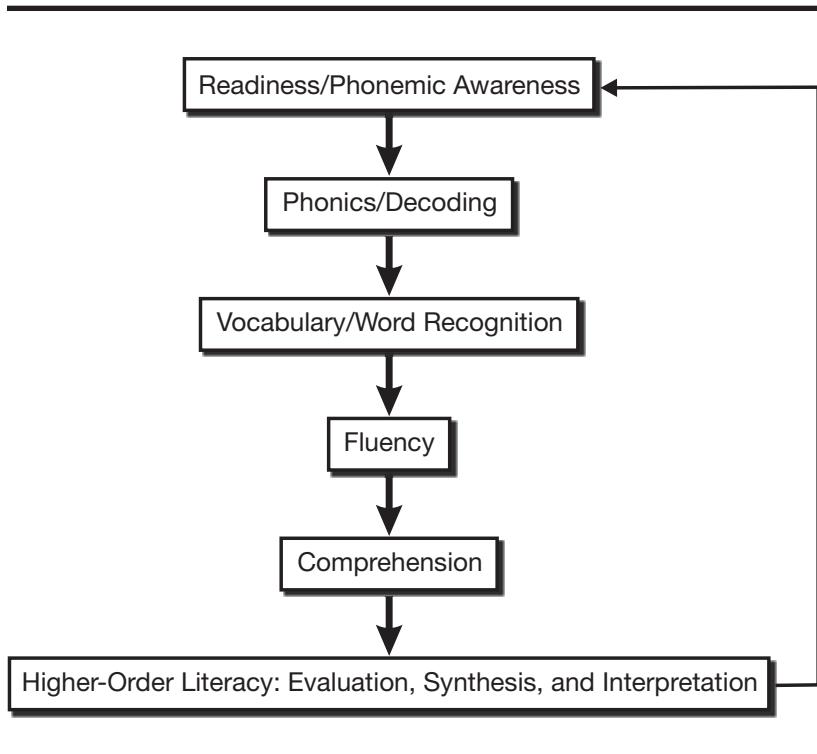 Readiness/Phonemic Awareness
Phonics/Decoding
Vocabulary/Word Recognition
Fluency
Comprehension
Higher-Order Literacy: Evaluation, Synthesis, and Interpretation